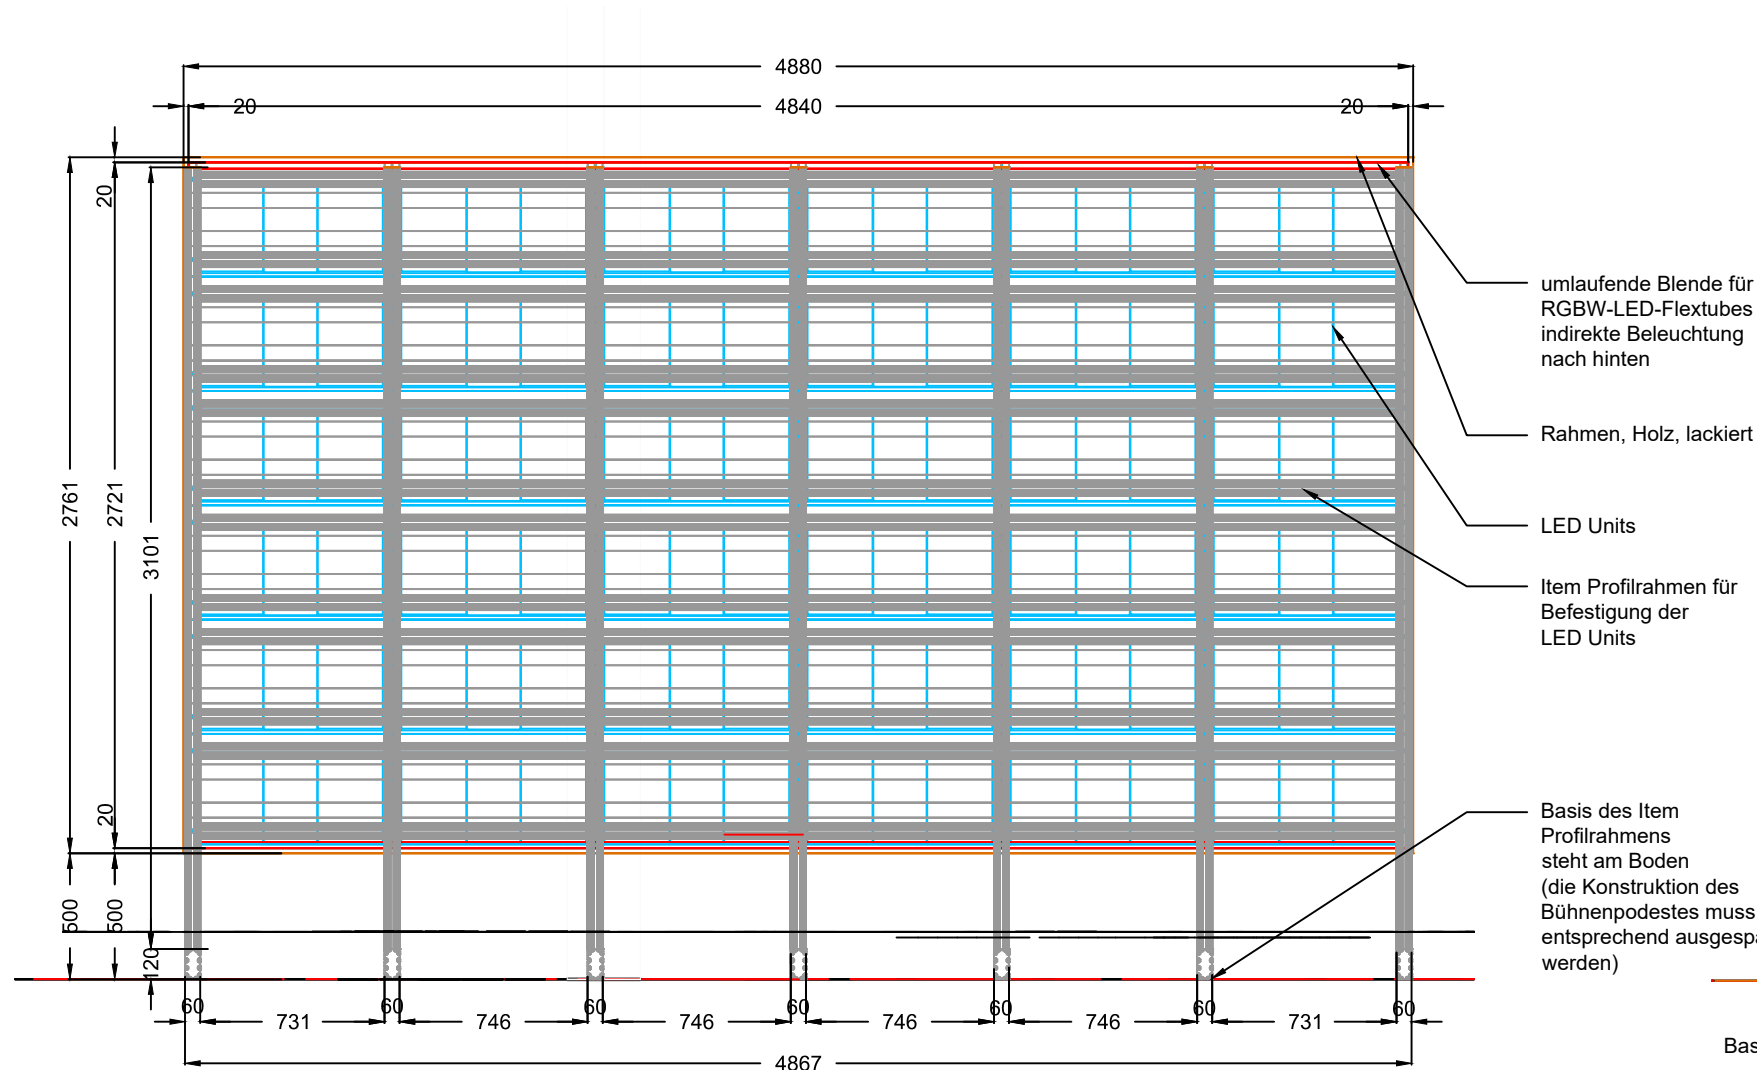 4880
20 4840 20
20
2761
2721
3101
20
500
500
120
umlaufende Blende für
RGBW-LED-Flextubes
indirekte Beleuchtung
nach hinten
Rahmen, Holz, lackiert
LED Units
Item Profilrahmen für
Befestigung der
LED Units
Basis des Item
Profilrahmens
steht am Boden
(die Konstruktion des
Bühnenpodestes muss
entsprechend ausgespa
werden)
60 60 60 60 60 60 60
731 746 746 746 746 731
4867
Bas